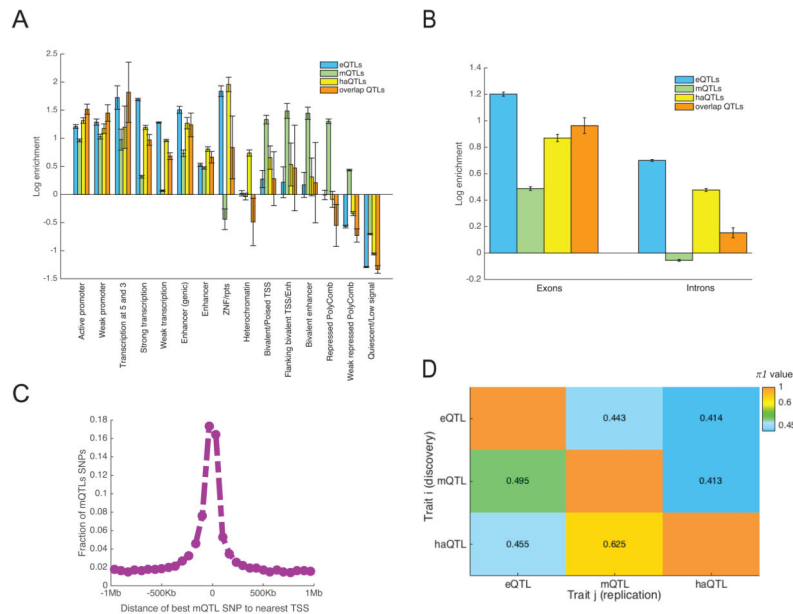 A
eQTLs
mQTLs
haQTLs
overlap QTLs
2.5
2
1.5
1
0.5
0
-0.5
-1
-1.5
Log enrichment
Active promoter
Weak promoter
Transcription at 5 and 3
Strong transcription
Weak transcription
Enhancer (genic)
Enhancer
ZNF/rpts
Heterochromatin
Bivalent/Poised TSS
Flanking bivalent TSS/Enh
Bivalent enhancer
Repressed PolyComb
Weak repressed PolyComb
Quiescent/Low signal
B
eQTLs
mQTLs
haQTLs
overlap QTLs
1.4
1.2
1
0.8
0.6
0.4
0.2
0
-0.2
Log enrichment
Exons
Introns
C
0.18
0.16
0.14
0.12
0.1
0.08
0.06
0.04
0.02
0
Fraction of mQTLs SNPs
-1Mb
-500Kb
0
500Kb
1Mb
Distance of best mQTL SNP to nearest TSS
D
π1 value
1
0.6
0.45
Trait i (discovery)
eQTL
0.443
0.414
mQTL
0.495
0.413
haQTL
0.455
0.625
eQTL
mQTL
haQTL
Trait j (replication)